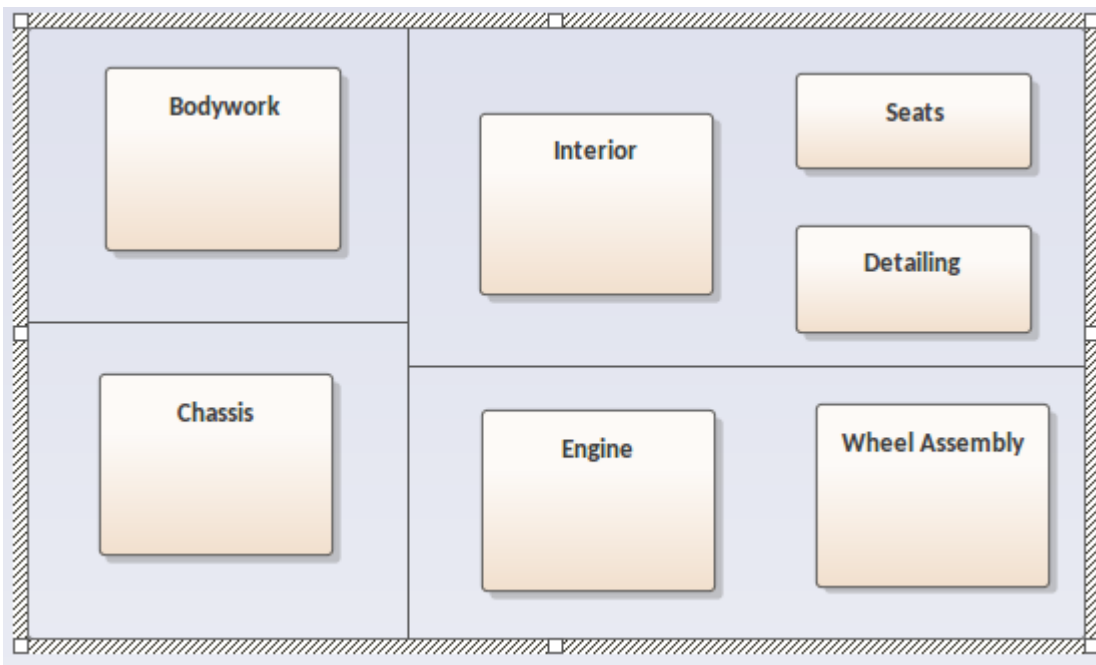 Bodywork
Interior
Seats
Detailing
Chassis
Engine
Wheel Assembly